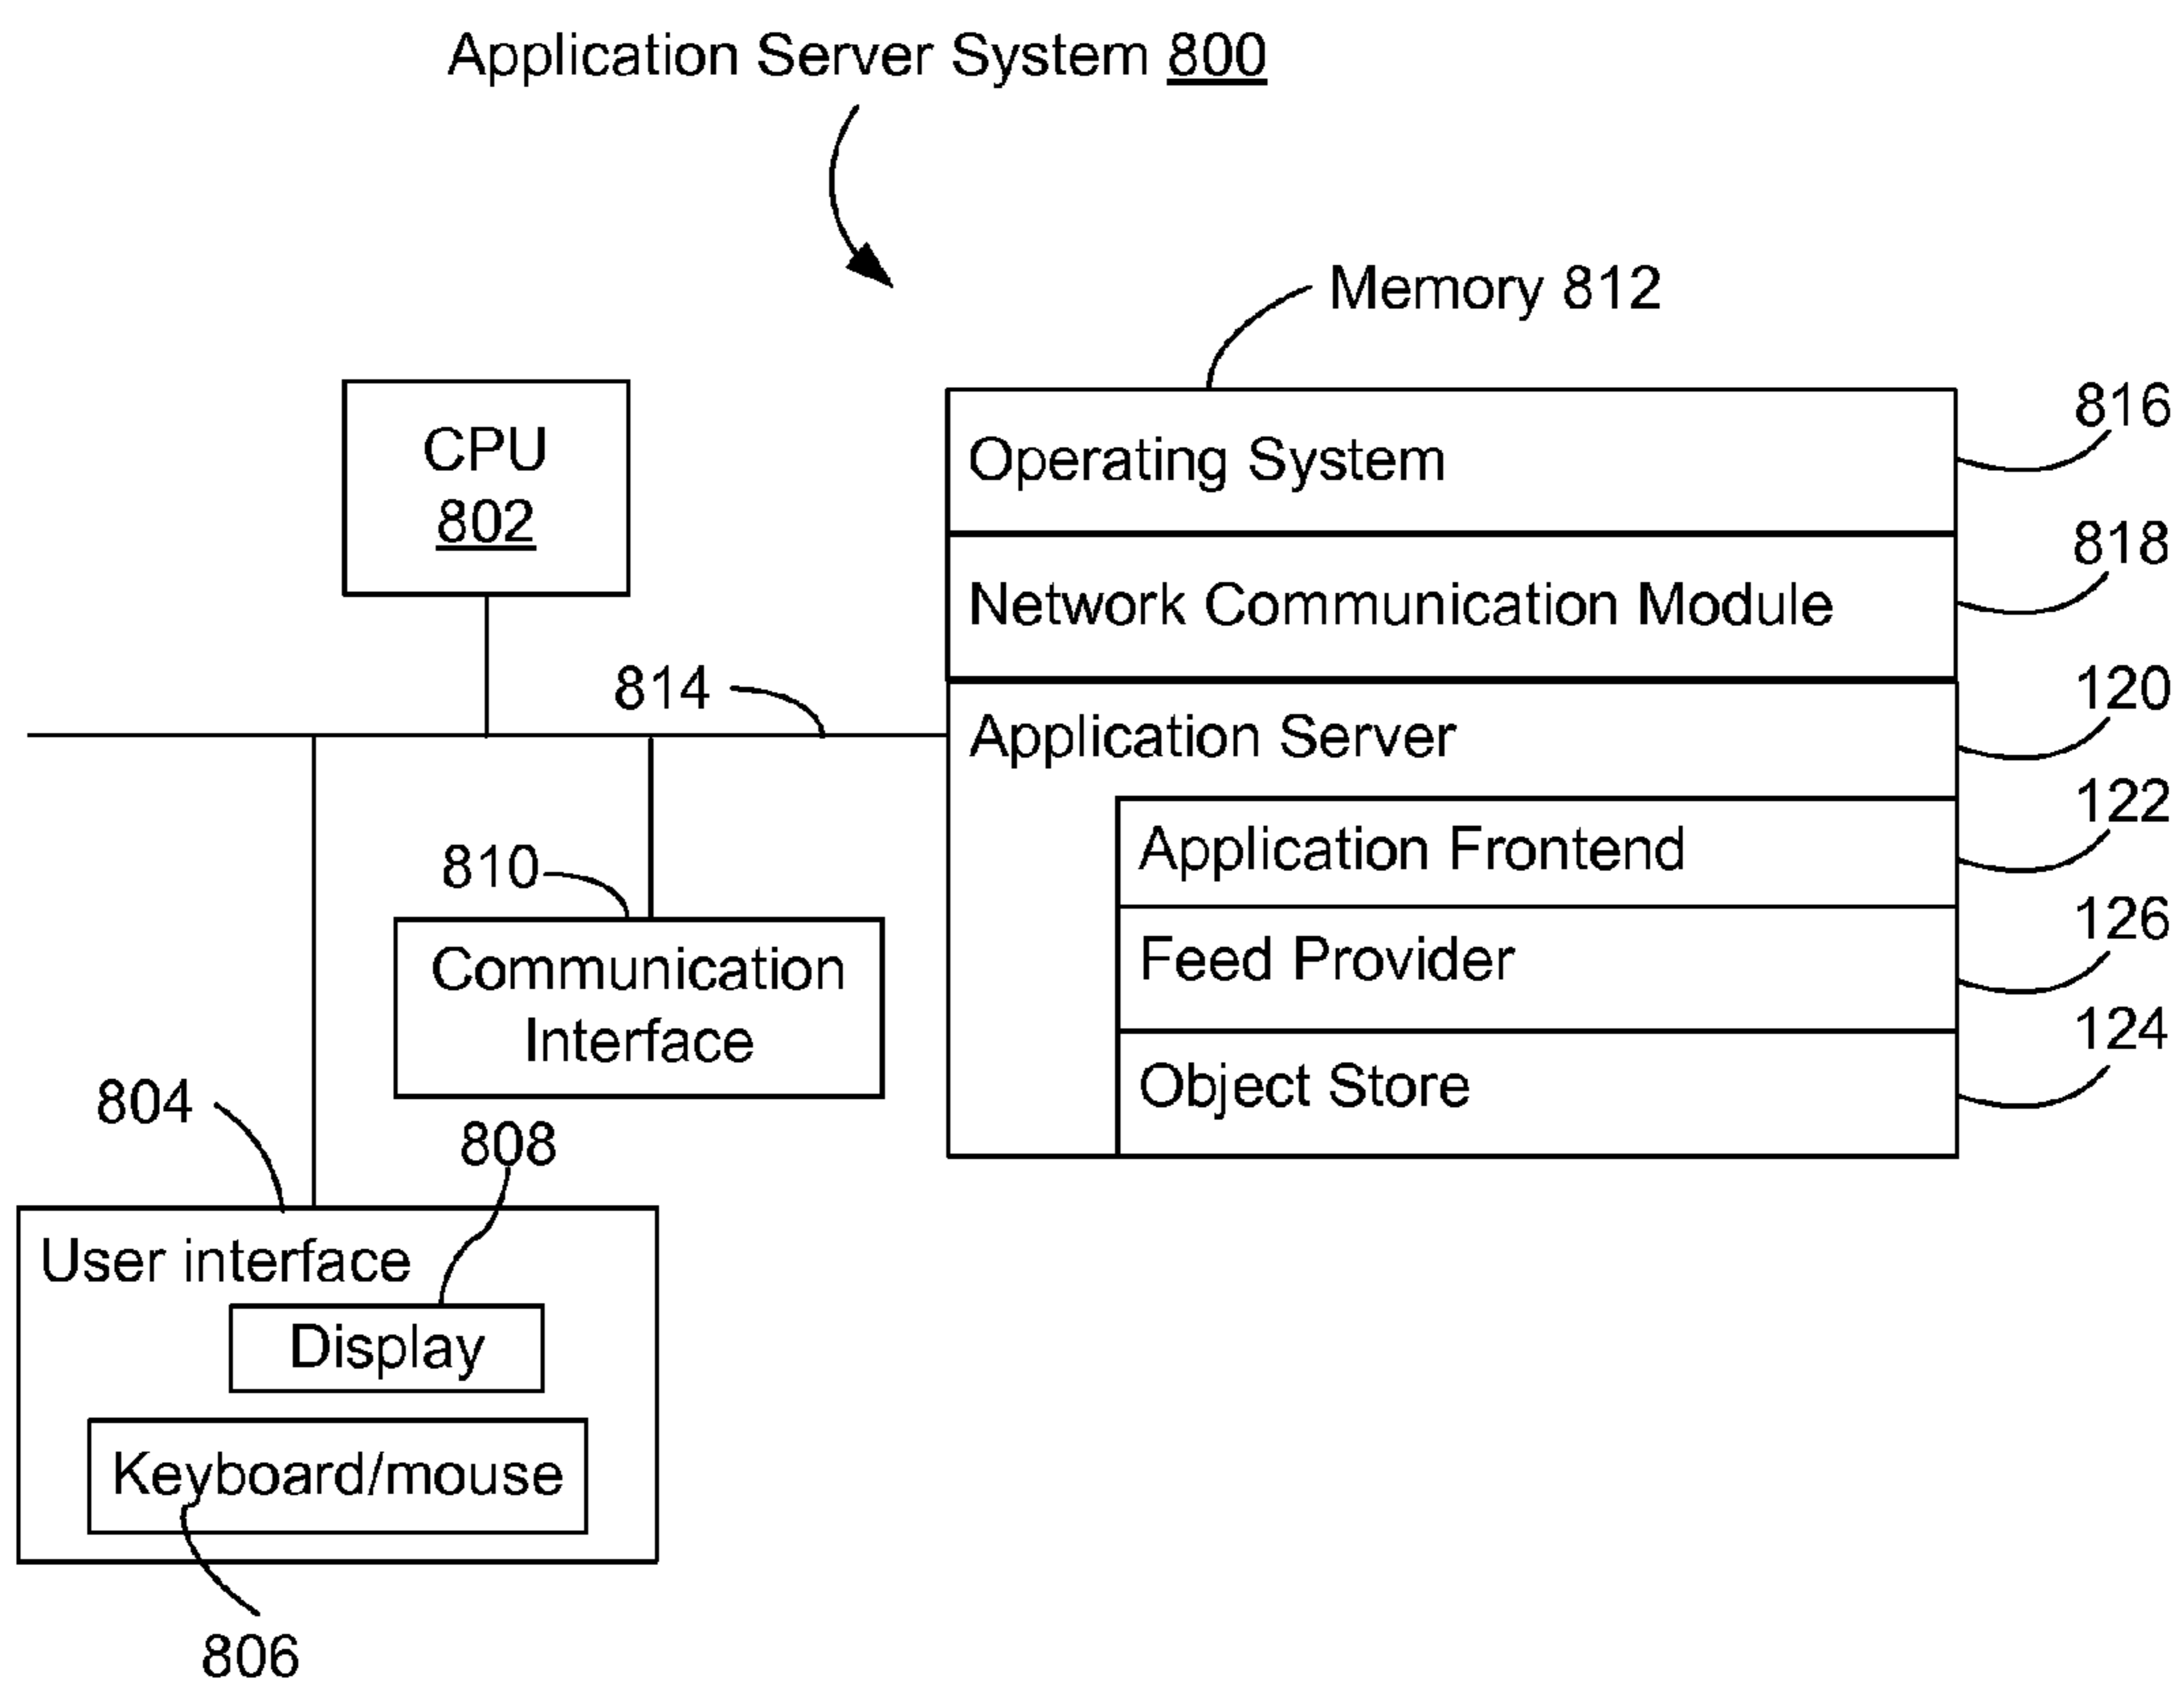 Application Server System 800
Memory 812
CPU
802
Operating System
816
Network Communication Module
818
814
Application Server
120
Application Frontend
122
810
Communication
Interface
Feed Provider
126
Object Store
124
804
808
User interface
Display
Keyboard/mouse
806